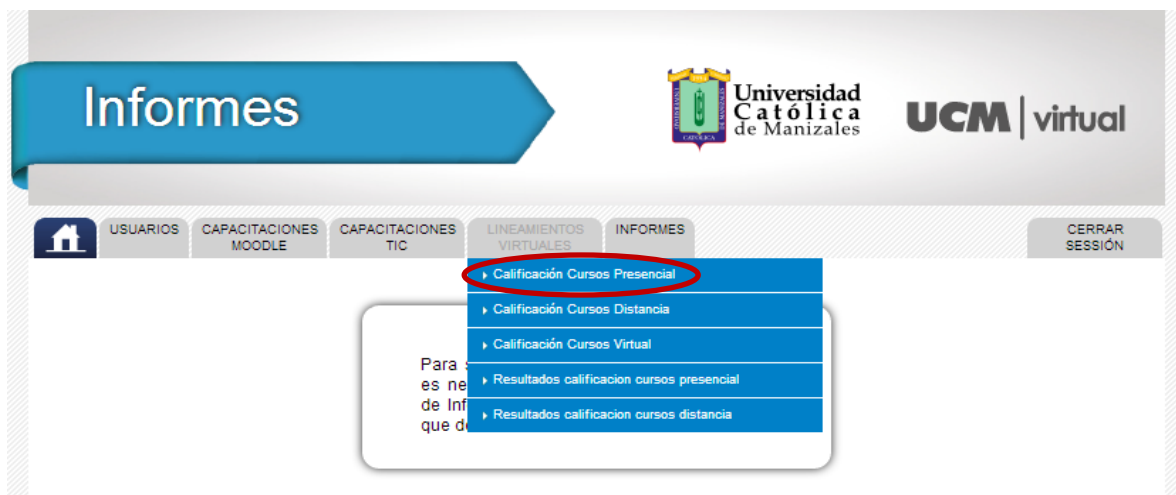 Informes
Universidad
Católica
de Manizales
UCM | virtual
USUARIOS
CAPACITACIONES
MOODLE
CAPACITACIONES
TIC
LINEAMIENTOS
VIRTUALES
INFORMES
CERRAR
SESSIÓN
Calificación Cursos Presencial
Calificación Cursos Distancia
Calificación Cursos Virtual
Resultados calificacion cursos presencial
Resultados calificacion cursos distancia
Para
es ne
de Inf
que d